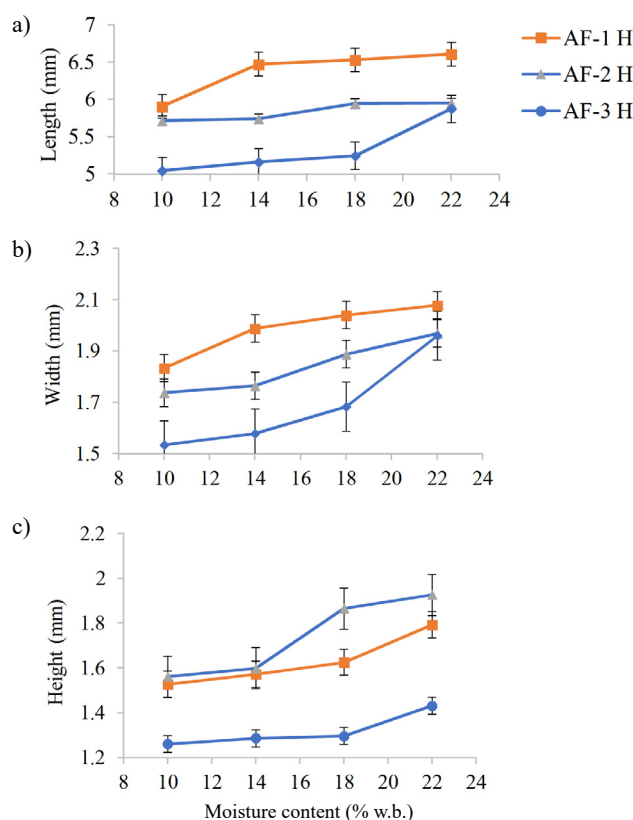 a)
7
6.5
6
5.5
5
Length (mm)
8 10 12 14 16 18 20 22 24
AF-1 H
AF-2 H
AF-3 H
b)
2.3
2.1
1.9
1.7
1.5
Width (mm)
8 10 12 14 16 18 20 22 24
c)
2.2
2
1.8
1.6
1.4
1.2
Height (mm)
8 10 12 14 16 18 20 22 24
Moisture content (% w.b.)